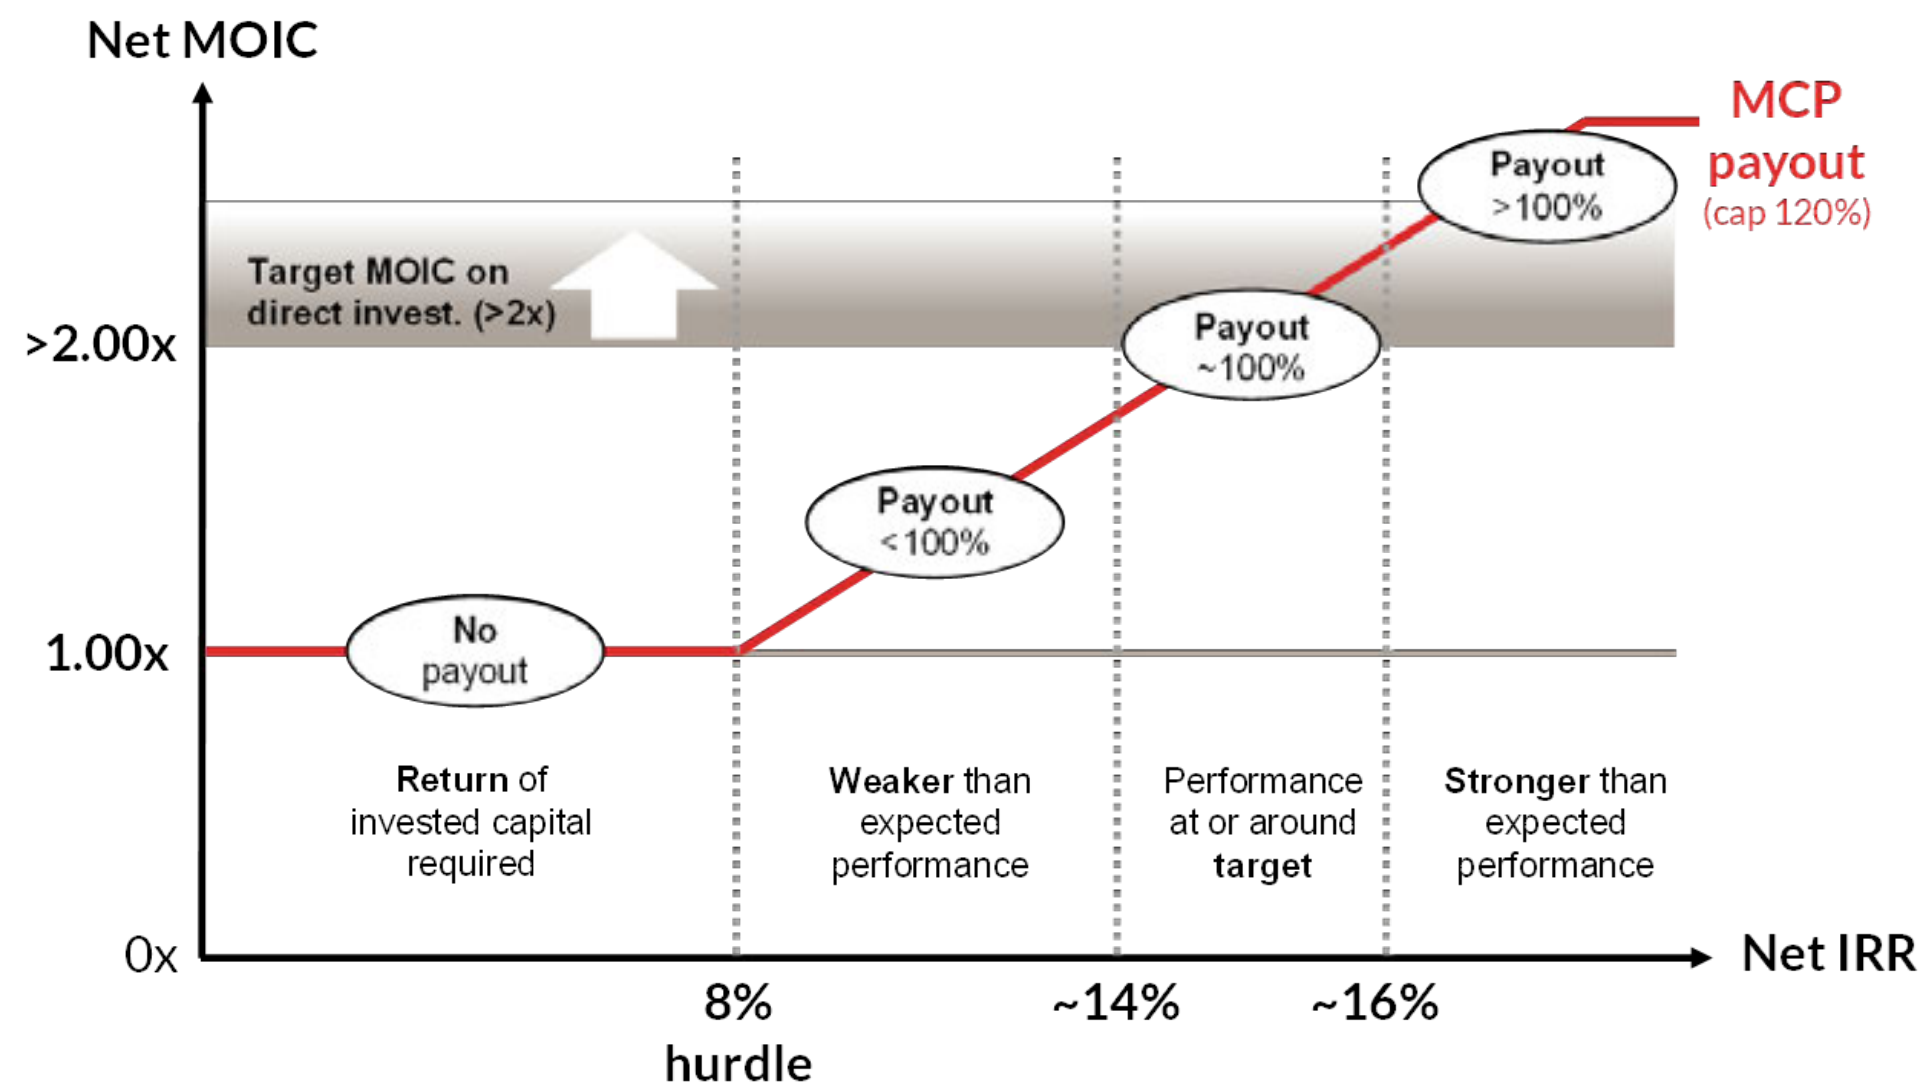 Net MOIC
MCP
payout
(cap 120%)
Payout
>100%
Target MOIC on
direct invest. (>2x)
>2.00x
Payout
~100%
Payout
<100%
No
payout
1.00x
Return of
invested capital
required
Weaker than
expected
performance
Performance
at or around
target
Stronger than
expected
performance
0x
Net IRR
8%
hurdle
~14%
~16%